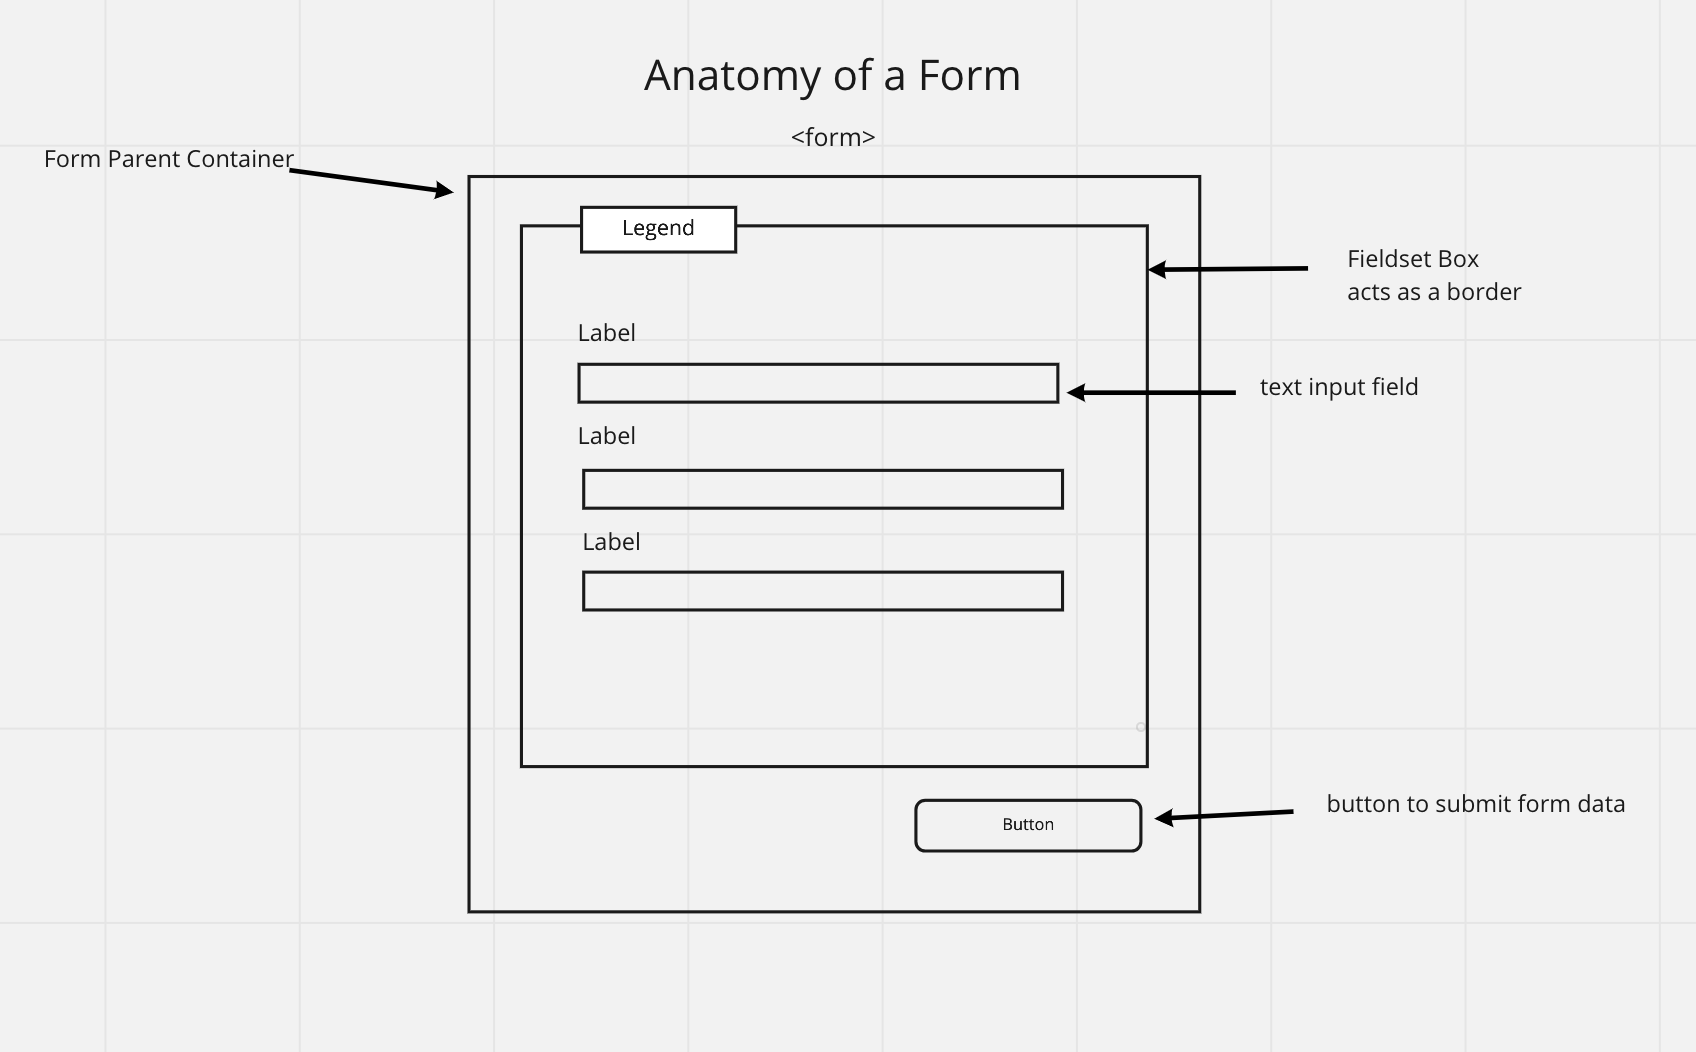 Anatomy of a Form
<form>
Form Parent Container
Legend
Fieldset Box
acts as a border
Label
text input field
Label
Label
button to submit form data
Button